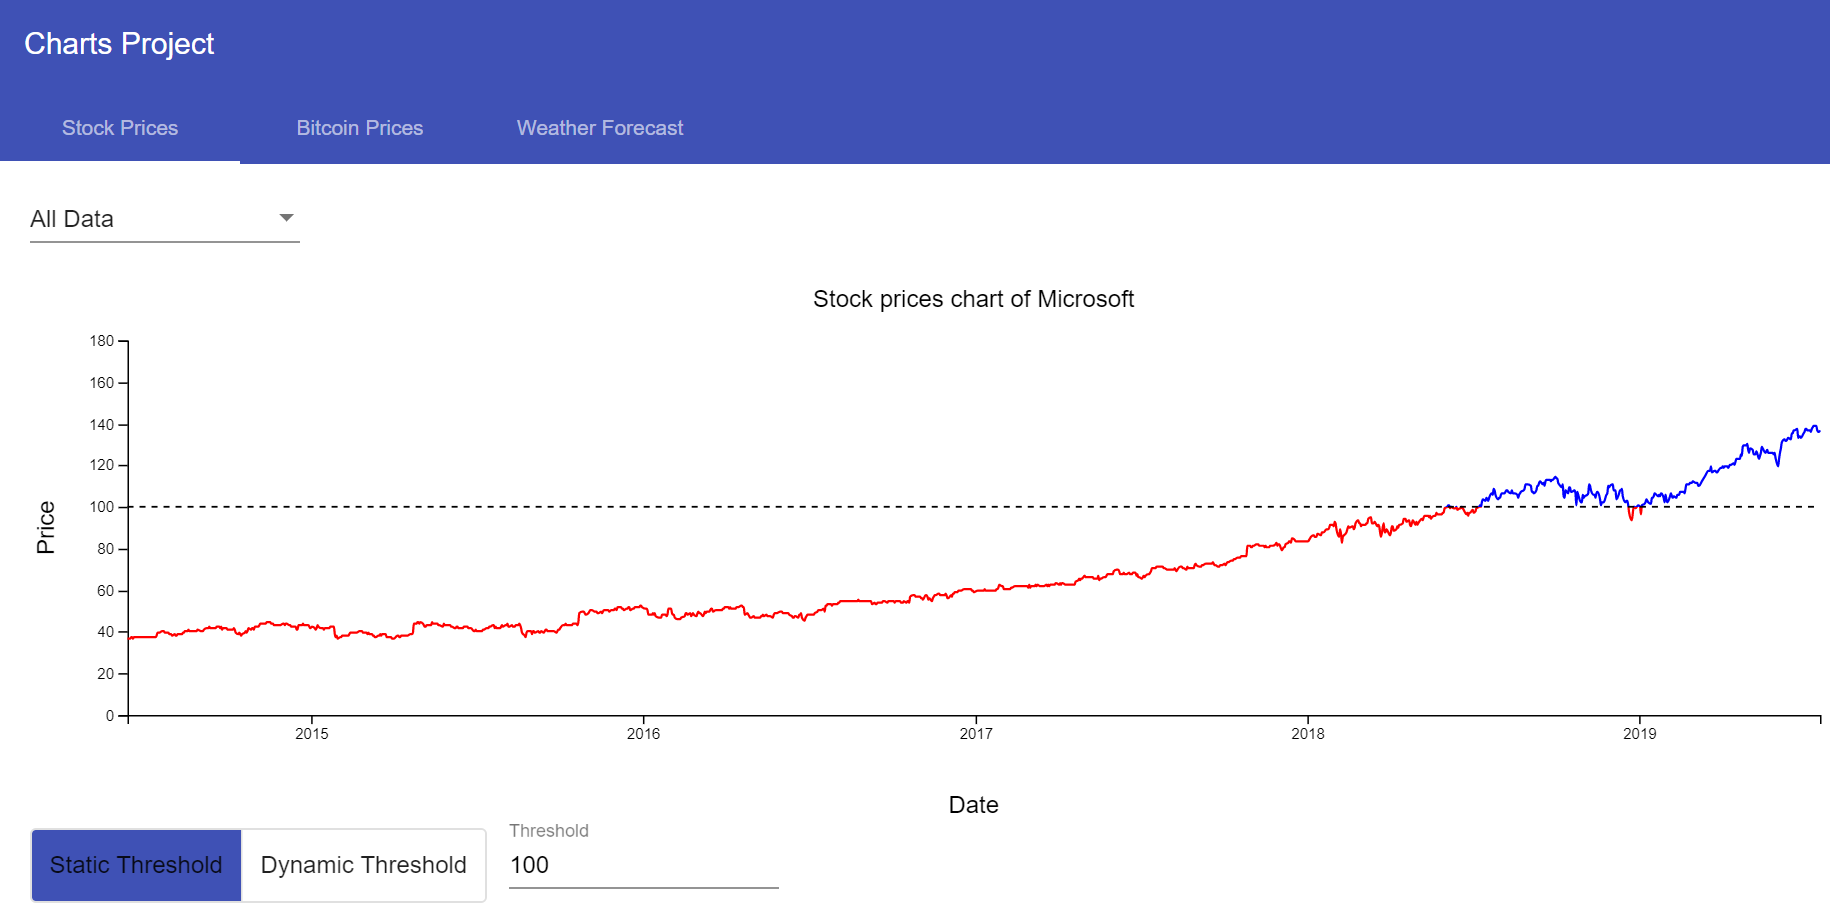 Charts Project
Stock Prices Bitcoin Prices Weather Forecast
All Data
Stock prices chart of Microsoft
180
160
140
120
100
80
60
40
20
0
Price
2015 2016 2017 2018 2019
Date
Static Threshold Dynamic Threshold
Threshold
100